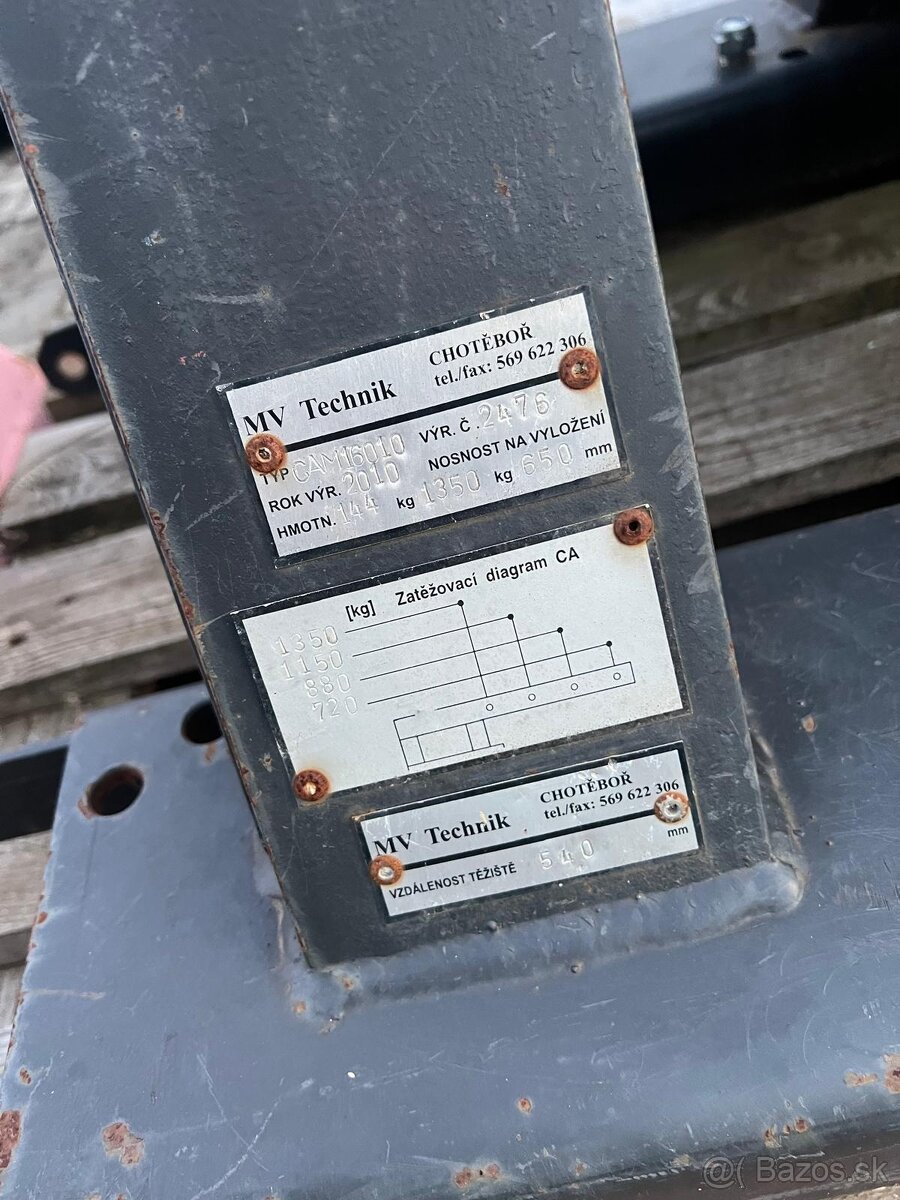 MV Technik
CHOTĚBOŘ
tel./fax: 569 622 306
TYP CAM16010 VÝR. Č. 2476
ROK VÝR. 2010 NOSNOST NA VYLOŽENÍ
HMOTN. 144 kg 1350 kg 650 mm
[kg] Zatěžovací diagram CA
1350
1150
880
720
MV Technik
CHOTĚBOŘ
tel./fax: 569 622 306
VZDÁLENOST TĚŽIŠTĚ 540 mm
@( Bazos.sk